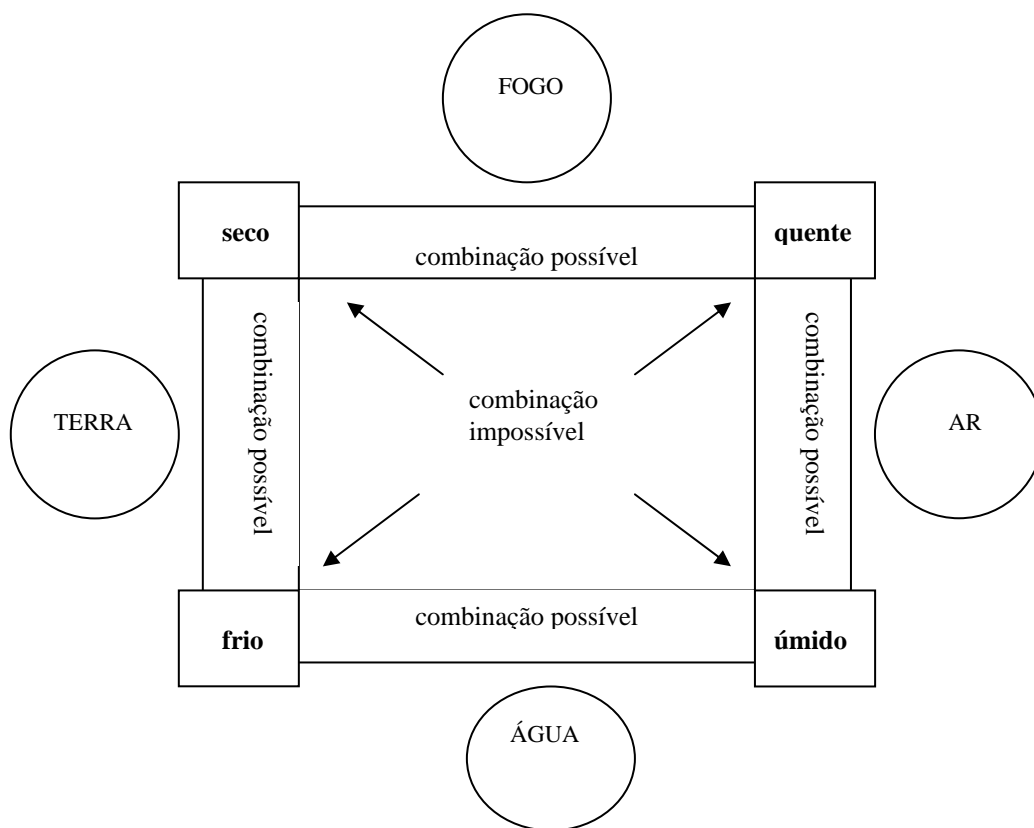 FOGO
seco
quente
combinação possível
combinação possível
combinação possível
TERRA
combinação
impossível
AR
combinação possível
frio
úmido
ÁGUA